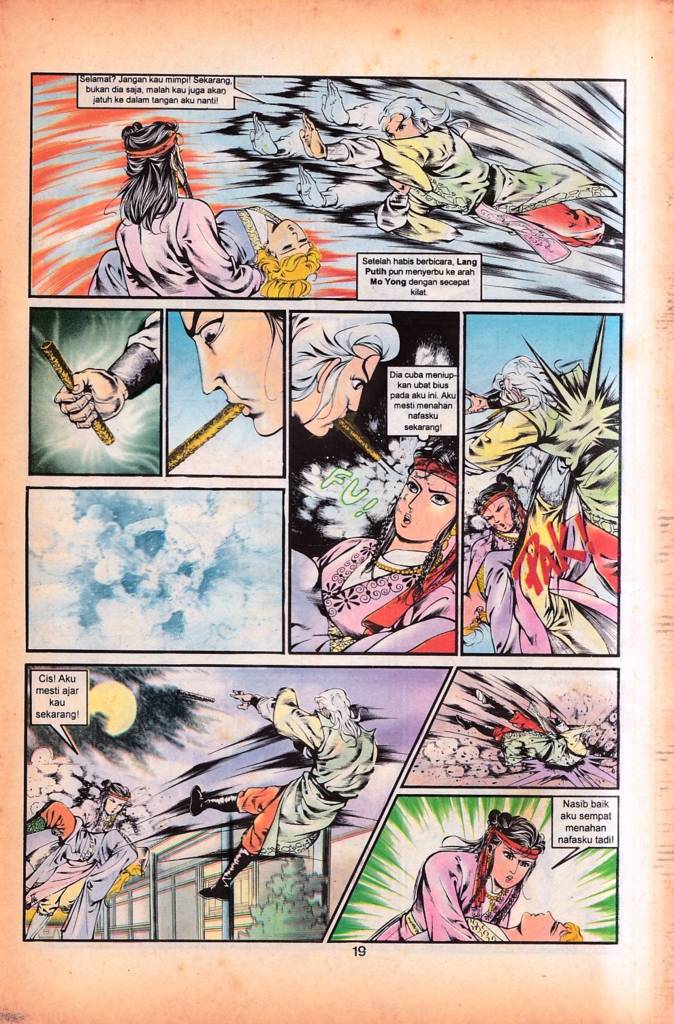 Selamat? Jangan kau mimpi! Sekarang,
bukan dia saja, malah kau juga akan
jatuh ke dalam tangan aku nanti!
Setelah habis berbicara, Lang
Putih pun menyerbu ke arah
Mo Yong dengan secepat
kilat.
Dia cuba meniup-
kan ubat bius
pada aku ini. Aku
mesti menahan
nafasku
sekarang!
FU!
PAK!
Cis! Aku
mesti ajar
kau
sekarang!
Nasib baik
aku sempat
menahan
nafasku tadi!
19